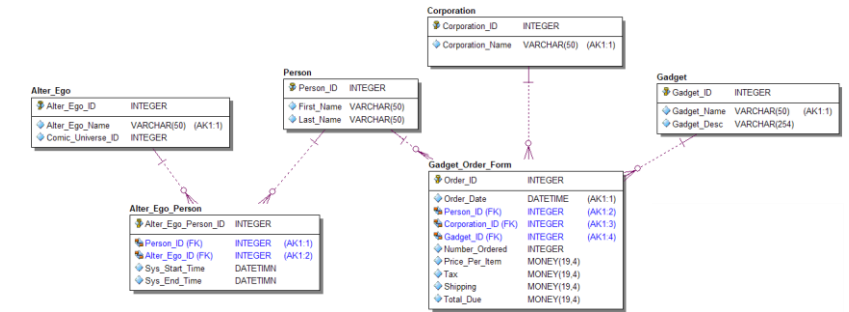 Corporation
Corporation_ID INTEGER
Corporation_Name VARCHAR(50) (AK1:1)
Person
Person_ID INTEGER
First_Name VARCHAR(50)
Last_Name VARCHAR(50)
Gadget
Gadget_ID INTEGER
Gadget_Name VARCHAR(50) (AK1:1)
Gadget_Desc VARCHAR(254)
Alter_Ego
Alter_Ego_ID INTEGER
Alter_Ego_Name VARCHAR(50) (AK1:1)
Comic_Universe_ID INTEGER
Gadget_Order_Form
Order_ID INTEGER
Order_Date DATETIME (AK1:1)
Person_ID (FK) INTEGER (AK1:2)
Corporation_ID (FK) INTEGER (AK1:3)
Gadget_ID (FK) INTEGER (AK1:4)
Number_Ordered INTEGER
Price_Per_Item MONEY(19,4)
Tax MONEY(19,4)
Shipping MONEY(19,4)
Total_Due MONEY(19,4)
Alter_Ego_Person
Alter_Ego_Person_ID INTEGER
Person_ID (FK) INTEGER (AK1:1)
Alter_Ego_ID (FK) INTEGER (AK1:2)
Sys_Start_Time DATETIMN
Sys_End_Time DATETIMN